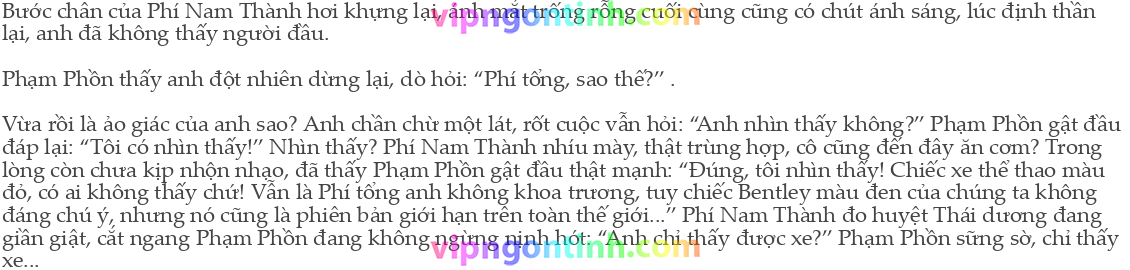 Bước chân của Phí Nam Thành hơi khựng lại, ánh mắt trống rỗng cuối cùng cũng có chút ánh sáng, lúc định thần
lại, anh đã không thấy người đâu.
Phạm Phồn thấy anh đột nhiên dừng lại, dò hỏi: “Phí tổng, sao thế?” .
Vừa rồi là ảo giác của anh sao? Anh chần chừ một lát, rốt cuộc vẫn hỏi: “Anh nhìn thấy không?” Phạm Phồn gật đầu
đáp lại: “Tôi có nhìn thấy!” Nhìn thấy? Phí Nam Thành nhíu mày, thật trùng hợp, cô cũng đến đây ăn cơm? Trong
lòng còn chưa kịp nhộn nhạo, đã thấy Phạm Phồn gật đầu thật mạnh: “Đúng, tôi nhìn thấy! Chiếc xe thể thao màu
đỏ, có ai không thấy chứ! Vẫn là Phí tổng anh không khoa trương, tuy chiếc Bentley màu đen của chúng ta không
đáng chú ý, nhưng nó cũng là phiên bản giới hạn trên toàn thế giới...” Phí Nam Thành đo huyệt Thái dương đang
giần giật, cắt ngang Phạm Phồn đang không ngừng nịnh hót: “Anh chỉ thấy được xe?” Phạm Phồn sững sờ, chỉ thấy
xe...
vipngontinh.com
vipngontinh.com